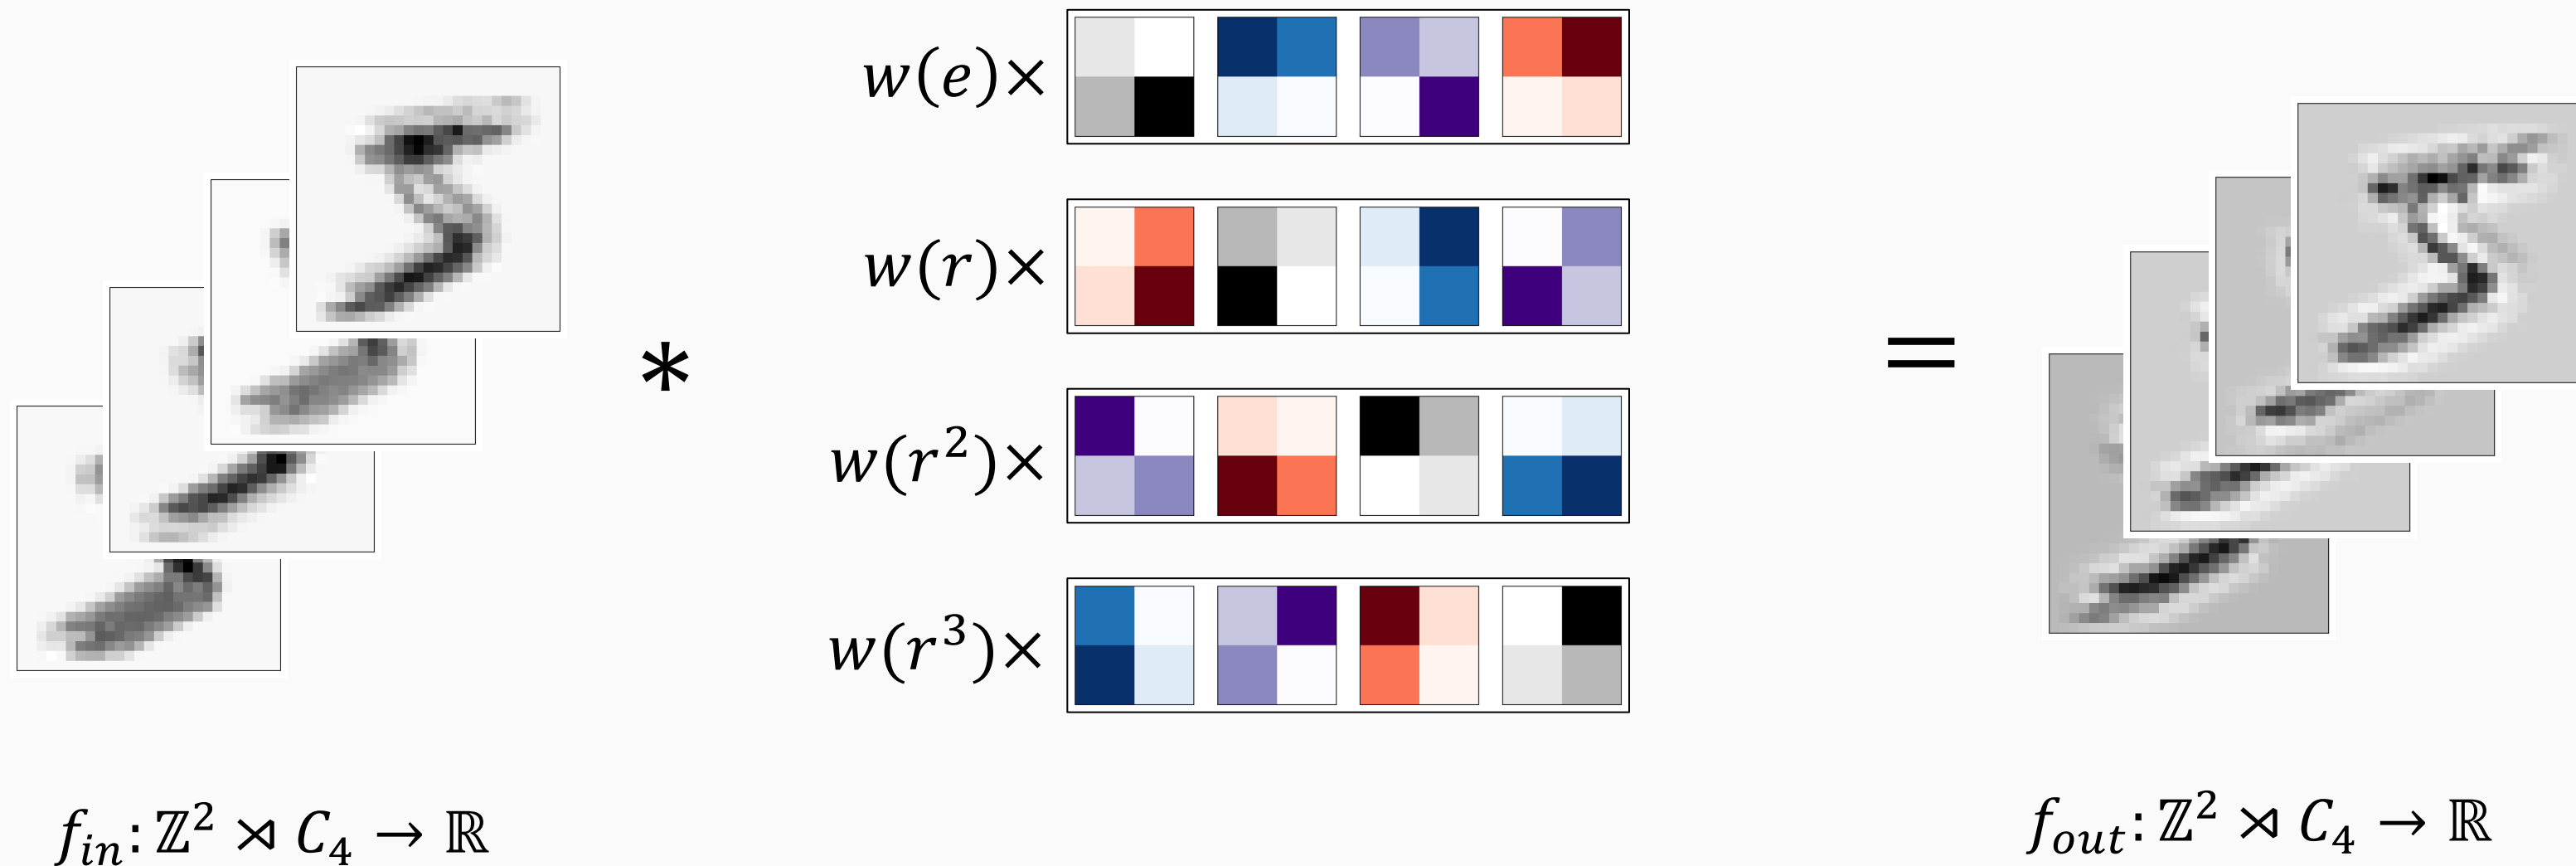 w(e)×
w(r)×
*
=
w(r²)×
w(r³)×
f_in: ℤ² ⋊ C₄ → ℝ
f_out: ℤ² ⋊ C₄ → ℝ